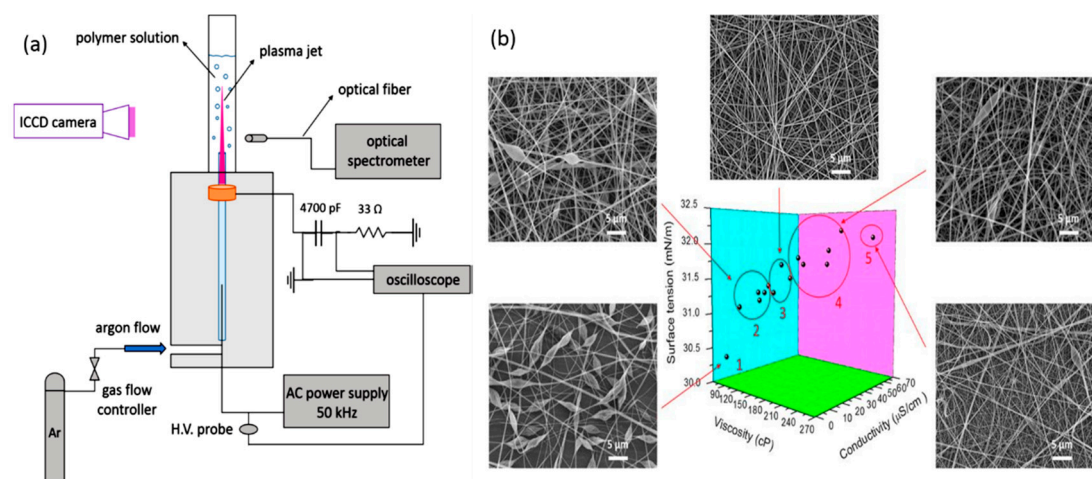 (a)
polymer solution
plasma jet
ICCD camera
optical fiber
optical
spectrometer
4700 pF
33 Ω
oscilloscope
argon flow
gas flow
controller
Ar
AC power supply
50 kHz
H.V. probe
(b)
5 μm
5 μm
5 μm
5 μm
5 μm
Surface tension (mN/m)
32.5
32.0
31.5
31.0
30.5
30.0
1
2
3
4
5
90
120
150
180
210
240
270
Viscosity (cP)
0
10
20
30
40
50
60
70
Conductivity (μS/cm)